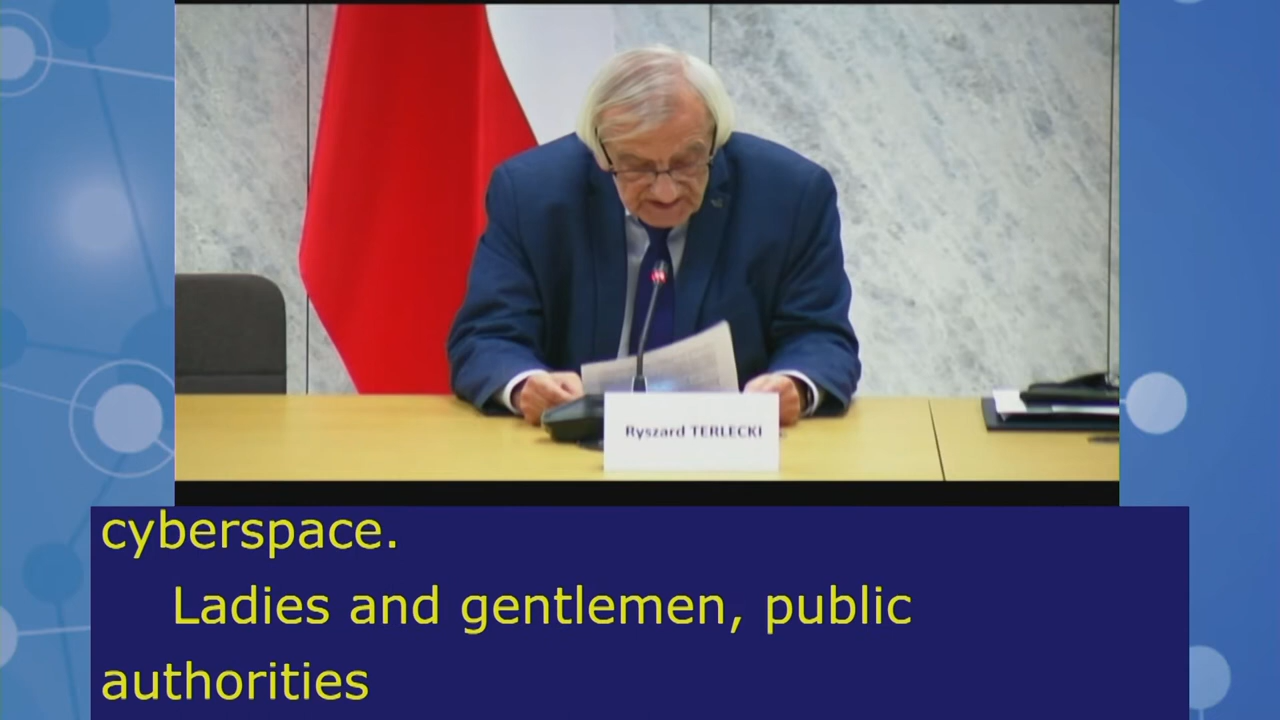 Ryszard TERLECKI
cyberspace.
Ladies and gentlemen, public
authorities